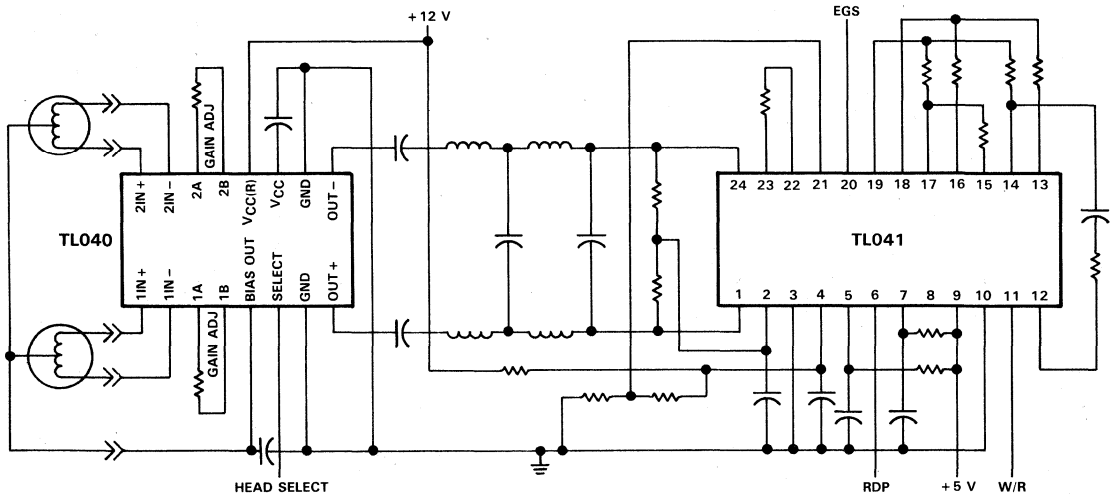 +12 V
EGS
GAIN ADJ
2IN+
2IN-
2A
2B
VCC(R)
VCC
GND
OUT-
24 23 22 21 20 19 18 17 16 15 14 13
TL040
TL041
1IN+
1IN-
1A
1B
BIAS OUT
SELECT
GND
OUT+
1 2 3 4 5 6 7 8 9 10 11 12
GAIN ADJ
HEAD SELECT
RDP
+5 V
W/R